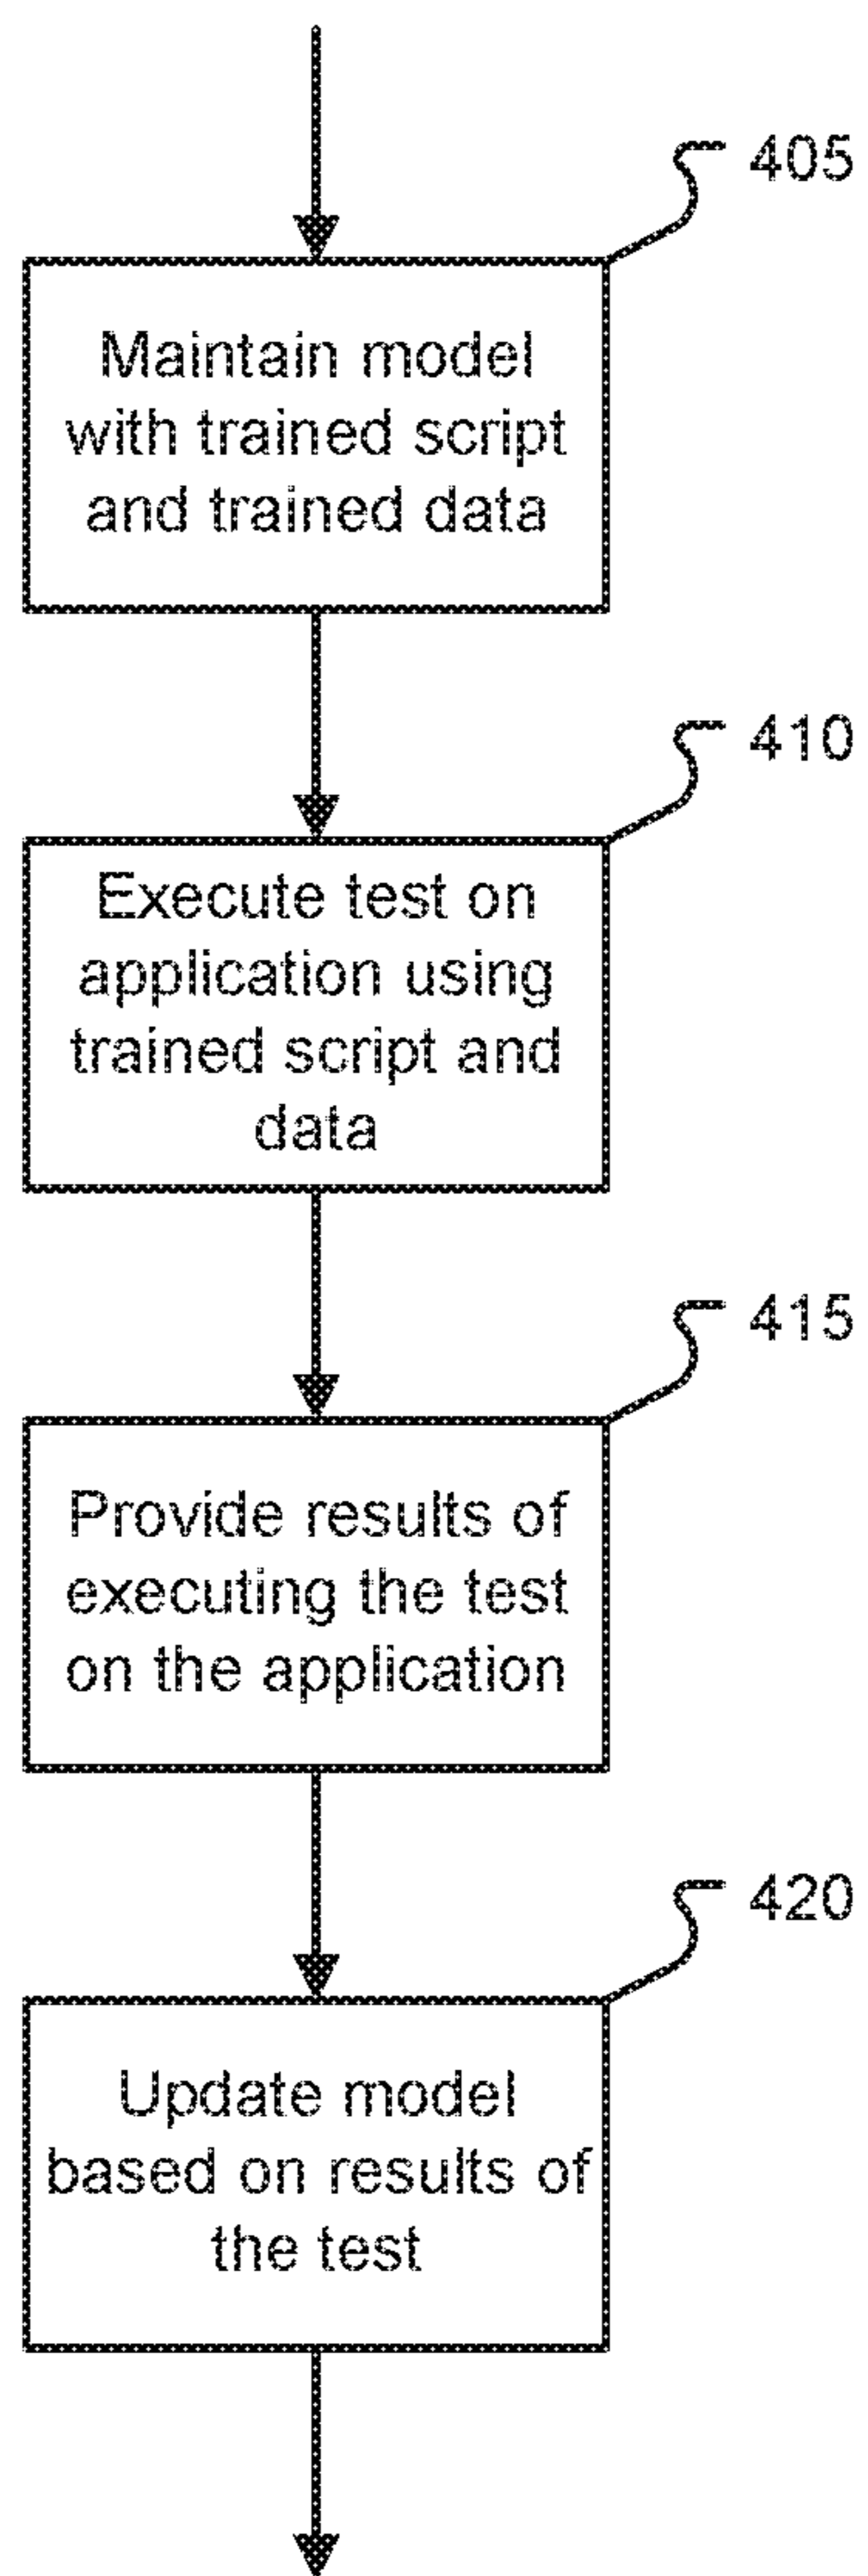 405
Maintain model
with trained script
and trained data
410
Execute test on
application using
trained script and
data
415
Provide results of
executing the test
on the application
420
Update model
based on results of
the test